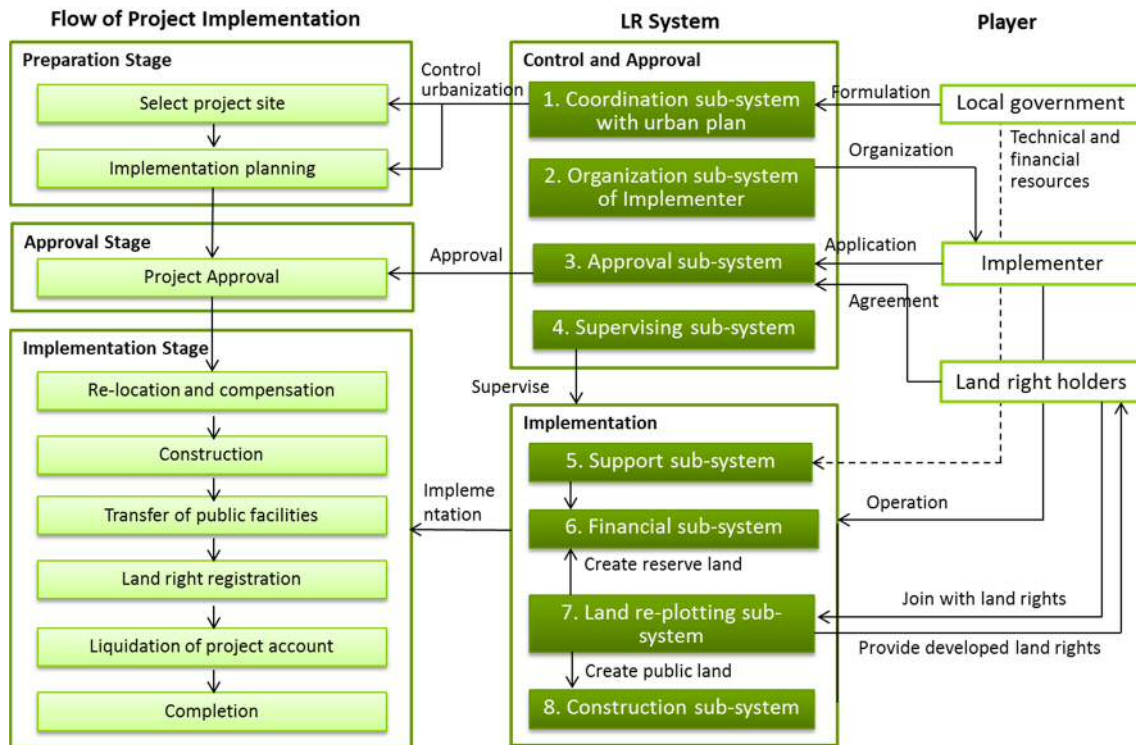 Flow of Project Implementation
LR System
Player
Preparation Stage
Select project site
Implementation planning
Approval Stage
Project Approval
Implementation Stage
Re-location and compensation
Construction
Transfer of public facilities
Land right registration
Liquidation of project account
Completion
Control
urbanization
Approval
Impleme
ntation
Control and Approval
1. Coordination sub-system
with urban plan
2. Organization sub-system
of Implementer
3. Approval sub-system
4. Supervising sub-system
Supervise
Implementation
5. Support sub-system
6. Financial sub-system
Create reserve land
7. Land re-plotting sub-
system
Create public land
8. Construction sub-system
Formulation
Local government
Technical and
financial
resources
Organization
Application
Implementer
Agreement
Land right holders
Operation
Join with land rights
Provide developed land rights